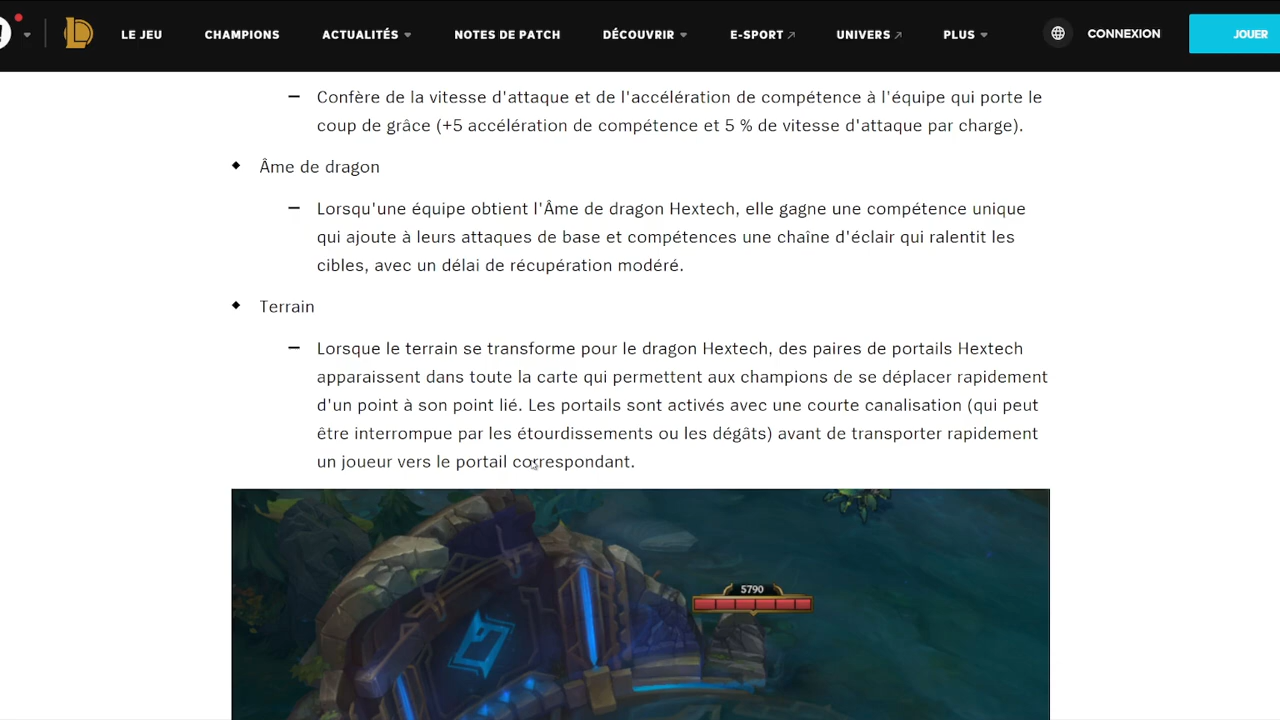 LE JEU CHAMPIONS ACTUALITÉS NOTES DE PATCH DÉCOUVRIR E-SPORT UNIVERS PLUS CONNEXION JOUER
– Confère de la vitesse d'attaque et de l'accélération de compétence à l'équipe qui porte le
coup de grâce (+5 accélération de compétence et 5 % de vitesse d'attaque par charge).
Âme de dragon
– Lorsqu'une équipe obtient l'Âme de dragon Hextech, elle gagne une compétence unique
qui ajoute à leurs attaques de base et compétences une chaîne d'éclair qui ralentit les
cibles, avec un délai de récupération modéré.
Terrain
– Lorsque le terrain se transforme pour le dragon Hextech, des paires de portails Hextech
apparaissent dans toute la carte qui permettent aux champions de se déplacer rapidement
d'un point à son point lié. Les portails sont activés avec une courte canalisation (qui peut
être interrompue par les étourdissements ou les dégâts) avant de transporter rapidement
un joueur vers le portail correspondant.
5790